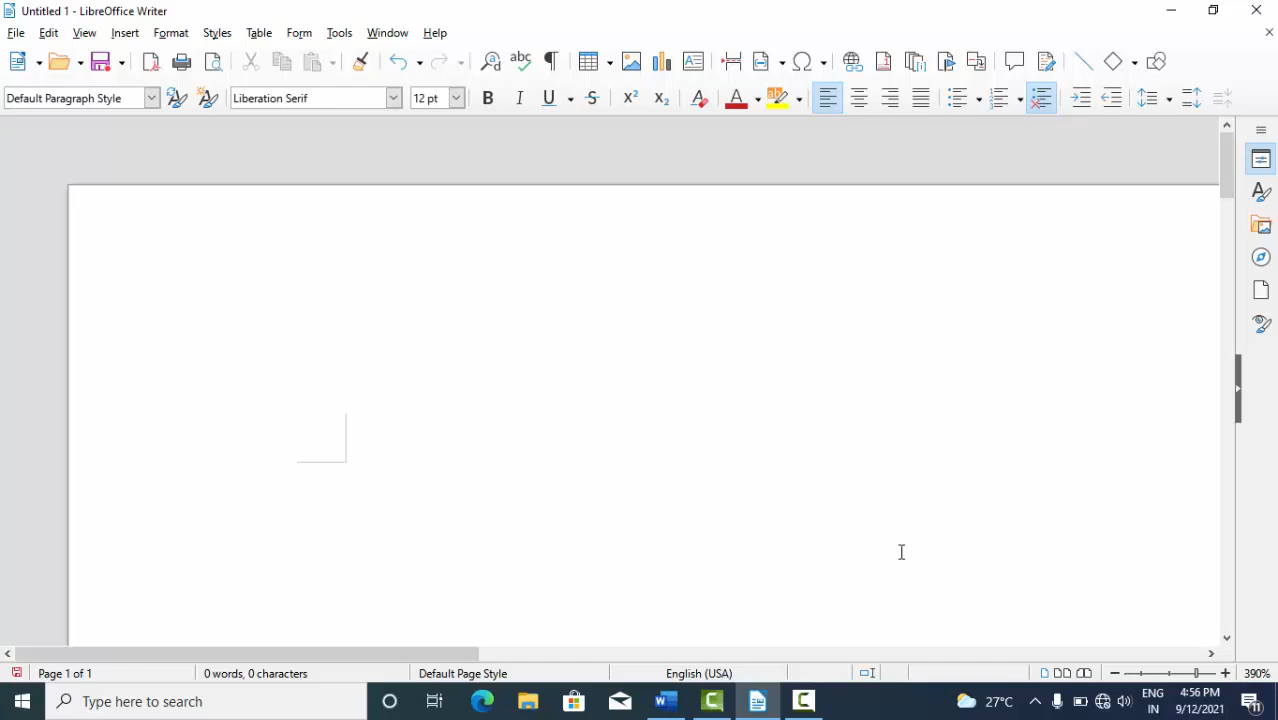 Untitled 1 - LibreOffice Writer
File Edit View Insert Format Styles Table Form Tools Window Help
Default Paragraph Style Liberation Serif 12 pt
Page 1 of 1 0 words, 0 characters Default Page Style English (USA) 390%
Type here to search
27°C
ENG
IN
4:56 PM
9/12/2021
11